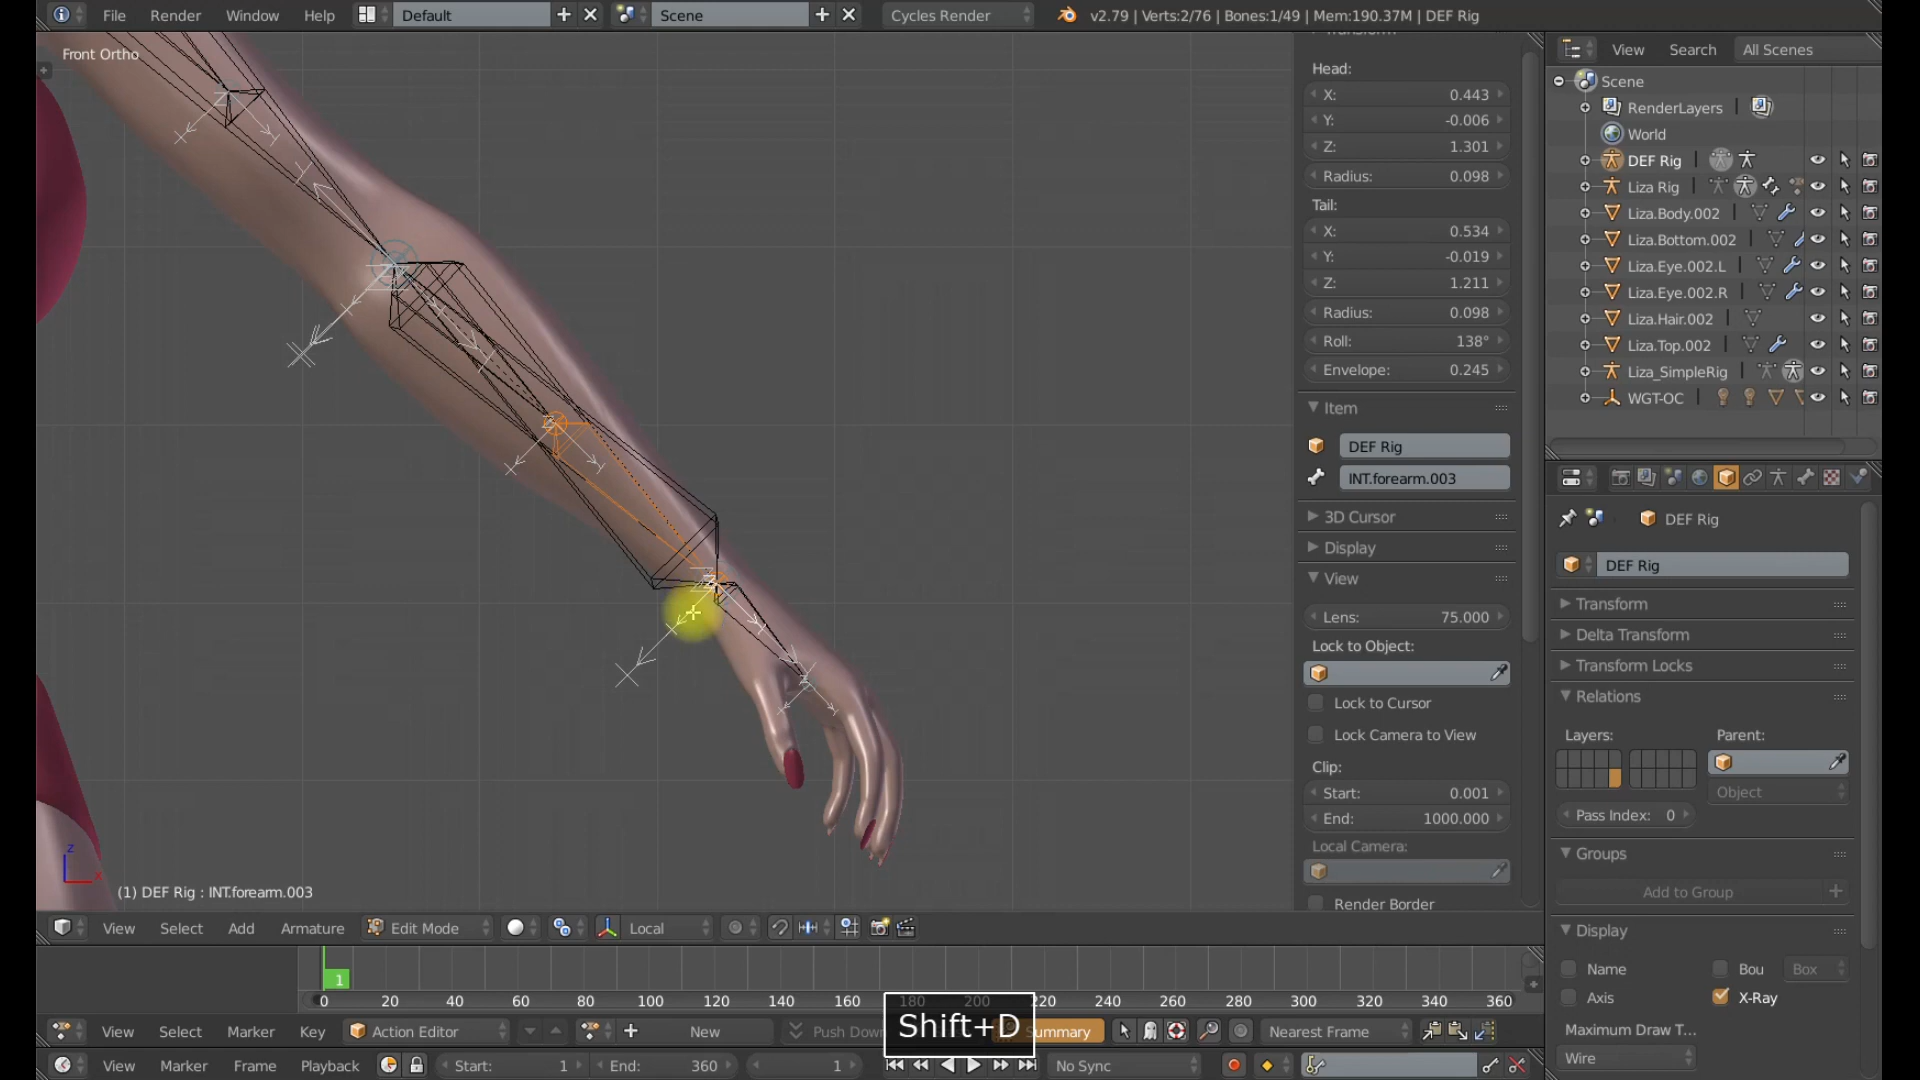 File Render Window Help Default Scene Cycles Render v2.79 | Verts:2/76 | Bones:1/49 | Mem:190.37M | DEF Rig
Front Ortho
Head:
X: 0.443
Y: -0.006
Z: 1.301
Radius: 0.098
Tail:
X: 0.534
Y: -0.019
Z: 1.211
Radius: 0.098
Roll: 138°
Envelope: 0.245
Item
DEF Rig
INT.forearm.003
3D Cursor
Display
View
Lens: 75.000
Lock to Object:
Lock to Cursor
Lock Camera to View
Clip:
Start: 0.001
End: 1000.000
Local Camera:
Render Border
View Search All Scenes
Scene
RenderLayers
World
DEF Rig
Liza Rig
Liza.Body.002
Liza.Bottom.002
Liza.Eye.002.L
Liza.Eye.002.R
Liza.Hair.002
Liza.Top.002
Liza_SimpleRig
WGT-OC
DEF Rig
DEF Rig
Transform
Delta Transform
Transform Locks
Relations
Layers: Parent:
Object
Pass Index: 0
Groups
Add to Group
Display
Name Bou Box
Axis X-Ray
Maximum Draw T...
Wire
z
x
(1) DEF Rig : INT.forearm.003
View Select Add Armature Edit Mode Local
1
0 20 40 60 80 100 120 140 160 180 200 220 240 260 280 300 320 340 360
Shift+D
View Select Marker Key Action Editor New Push Down Summary Nearest Frame
View Marker Frame Playback Start: 1 End: 360 1 No Sync